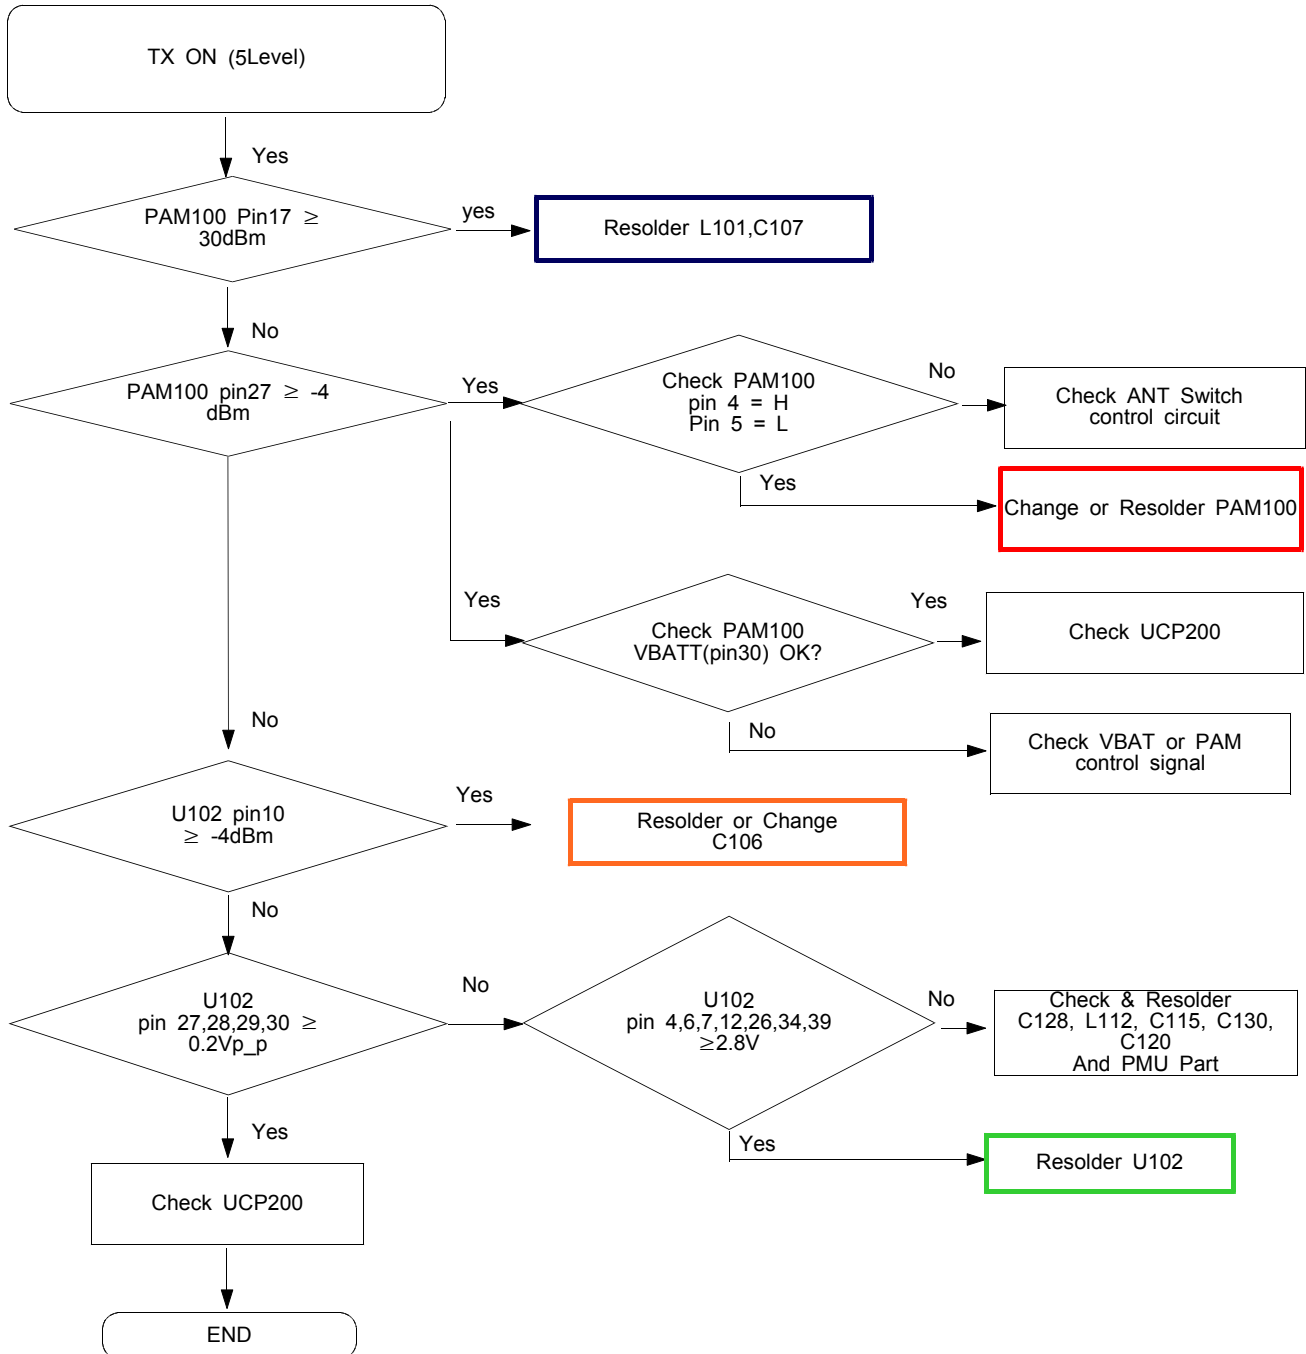 TX ON (5Level)
Yes
PAM100 Pin17 ≥
30dBm
yes
Resolder L101,C107
No
PAM100 pin27 ≥ -4
dBm
Yes
Check PAM100
pin 4 = H
Pin 5 = L
No
Check ANT Switch
control circuit
Yes
Change or Resolder PAM100
Yes
Check PAM100
VBATT(pin30) OK?
Yes
Check UCP200
No
Check VBAT or PAM
control signal
No
U102 pin10
≥ -4dBm
Yes
Resolder or Change
C106
No
U102
pin 27,28,29,30 ≥
0.2Vp_p
No
U102
pin 4,6,7,12,26,34,39
≥2.8V
No
Check & Resolder
C128, L112, C115, C130,
C120
And PMU Part
Yes
Resolder U102
Yes
Check UCP200
END